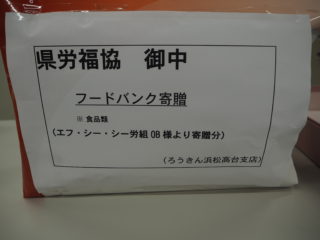 県労福協　御中
フードバンク寄贈
※ 食品類
（エフ・シー・シー労組OB様より寄贈分）
（ろうきん浜松高台支店）